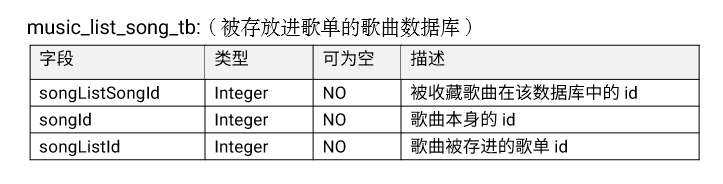 music_list_song_tb:（被存放进歌单的歌曲数据库）
字段 类型 可为空 描述
songListSongId Integer NO 被收藏歌曲在该数据库中的 id
songId Integer NO 歌曲本身的 id
songListId Integer NO 歌曲被存进的歌单 id